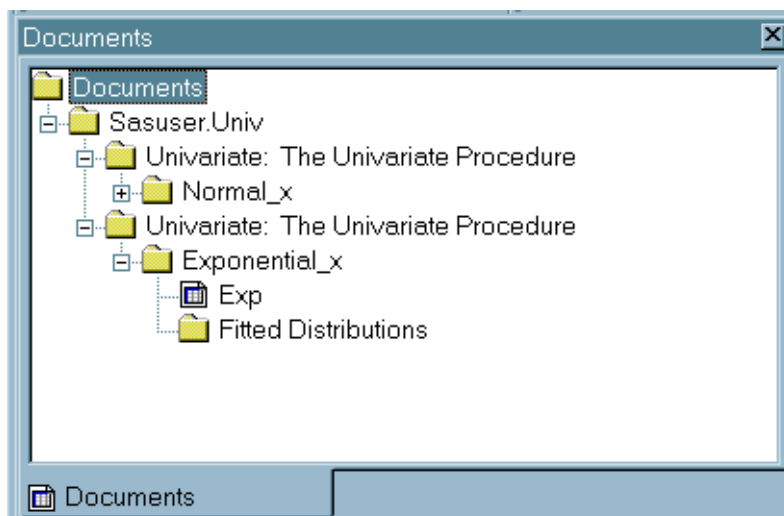 Documents
Documents
Sasuser.Univ
Univariate:  The Univariate Procedure
Normal_x
Univariate:  The Univariate Procedure
Exponential_x
Exp
Fitted Distributions
Documents